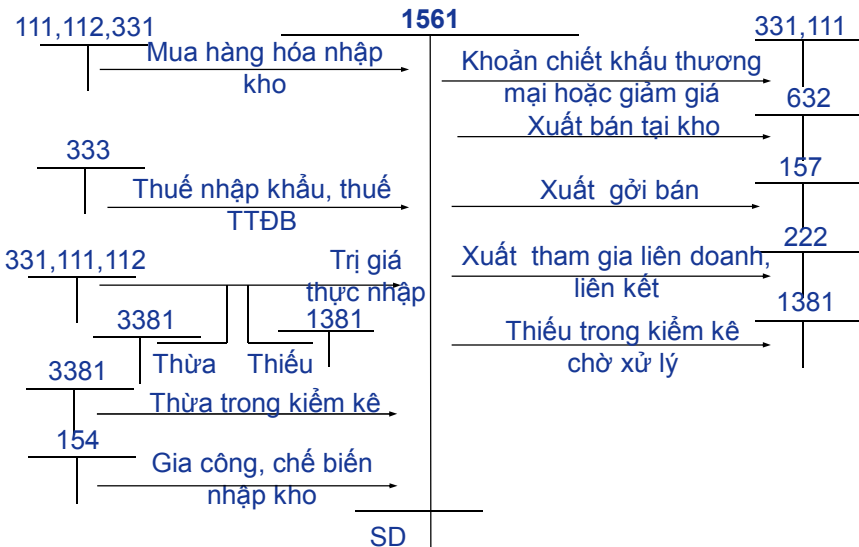 1561
111,112,331
Mua hàng hóa nhập
kho
333
Thuế nhập khẩu, thuế
TTĐB
331,111,112
Trị giá
thực nhập
3381
1381
Thừa
Thiếu
3381
Thừa trong kiểm kê
154
Gia công, chế biến
nhập kho
SD
331,111
Khoản chiết khấu thương
mại hoặc giảm giá
632
Xuất bán tại kho
157
Xuất gởi bán
222
Xuất tham gia liên doanh,
liên kết
1381
Thiếu trong kiểm kê
chờ xử lý